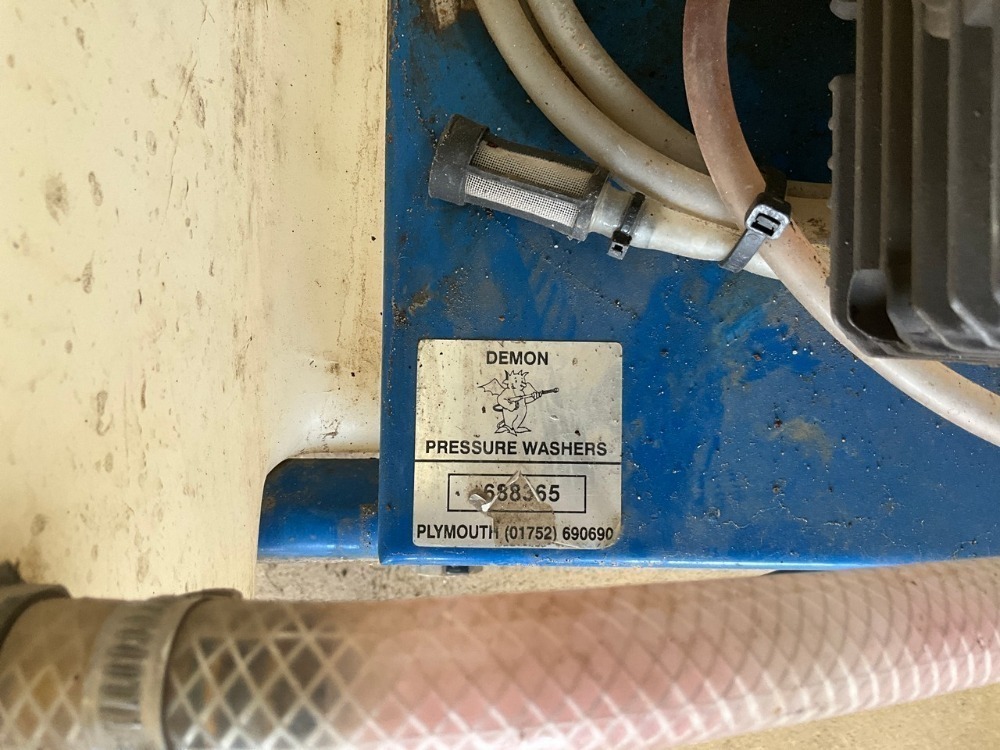 DEMON
PRESSURE WASHERS
688365
PLYMOUTH (01752) 690690